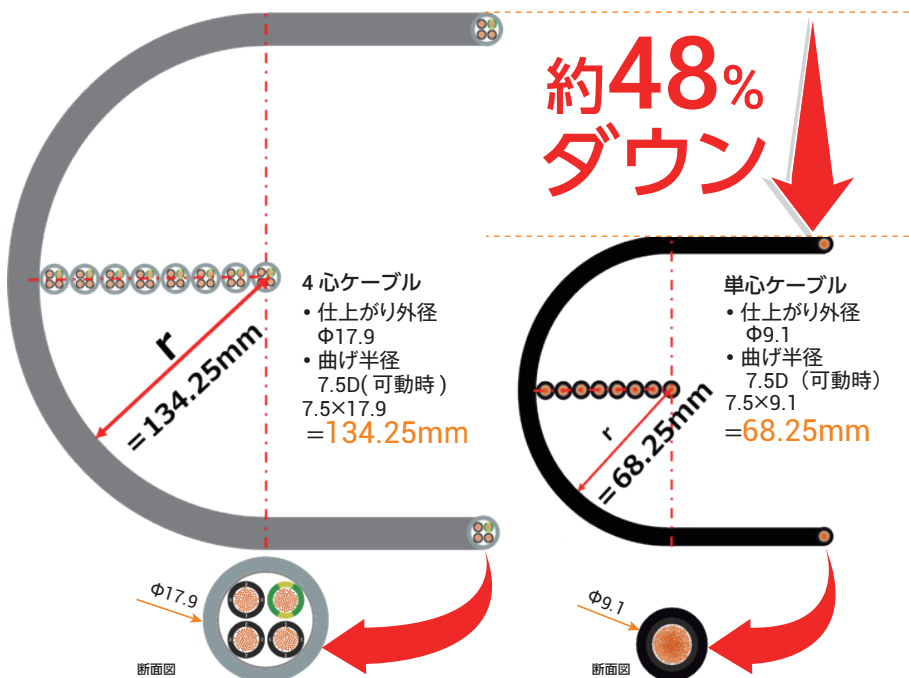 約48%
ダウン
4心ケーブル
・仕上がり外径
Φ17.9
・曲げ半径
7.5D(可動時)
7.5×17.9
=134.25mm
r
=134.25mm
単心ケーブル
・仕上がり外径
Φ9.1
・曲げ半径
7.5D（可動時）
7.5×9.1
=68.25mm
r
=68.25mm
Φ17.9
断面図
Φ9.1
断面図